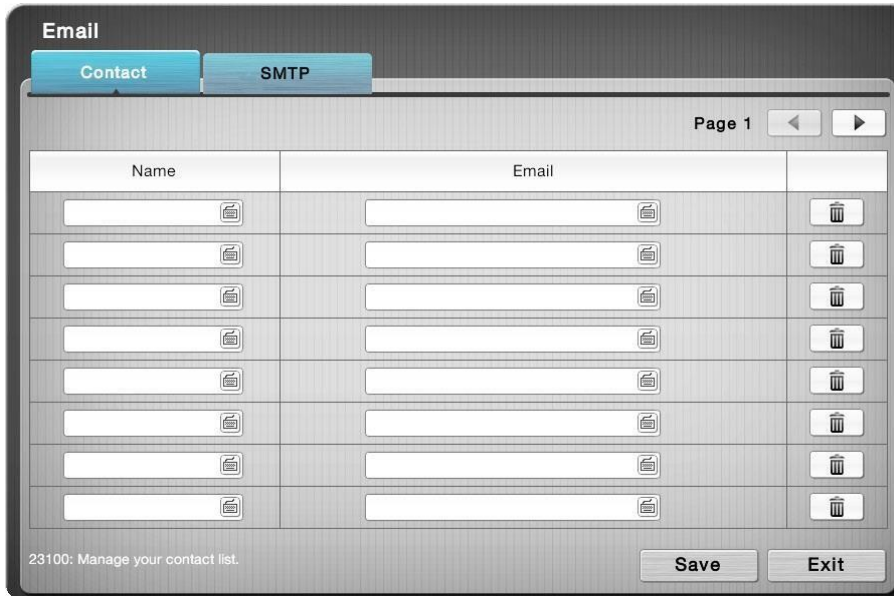 Email
Contact SMTP
Page 1
Name Email
23100: Manage your contact list.
Save Exit